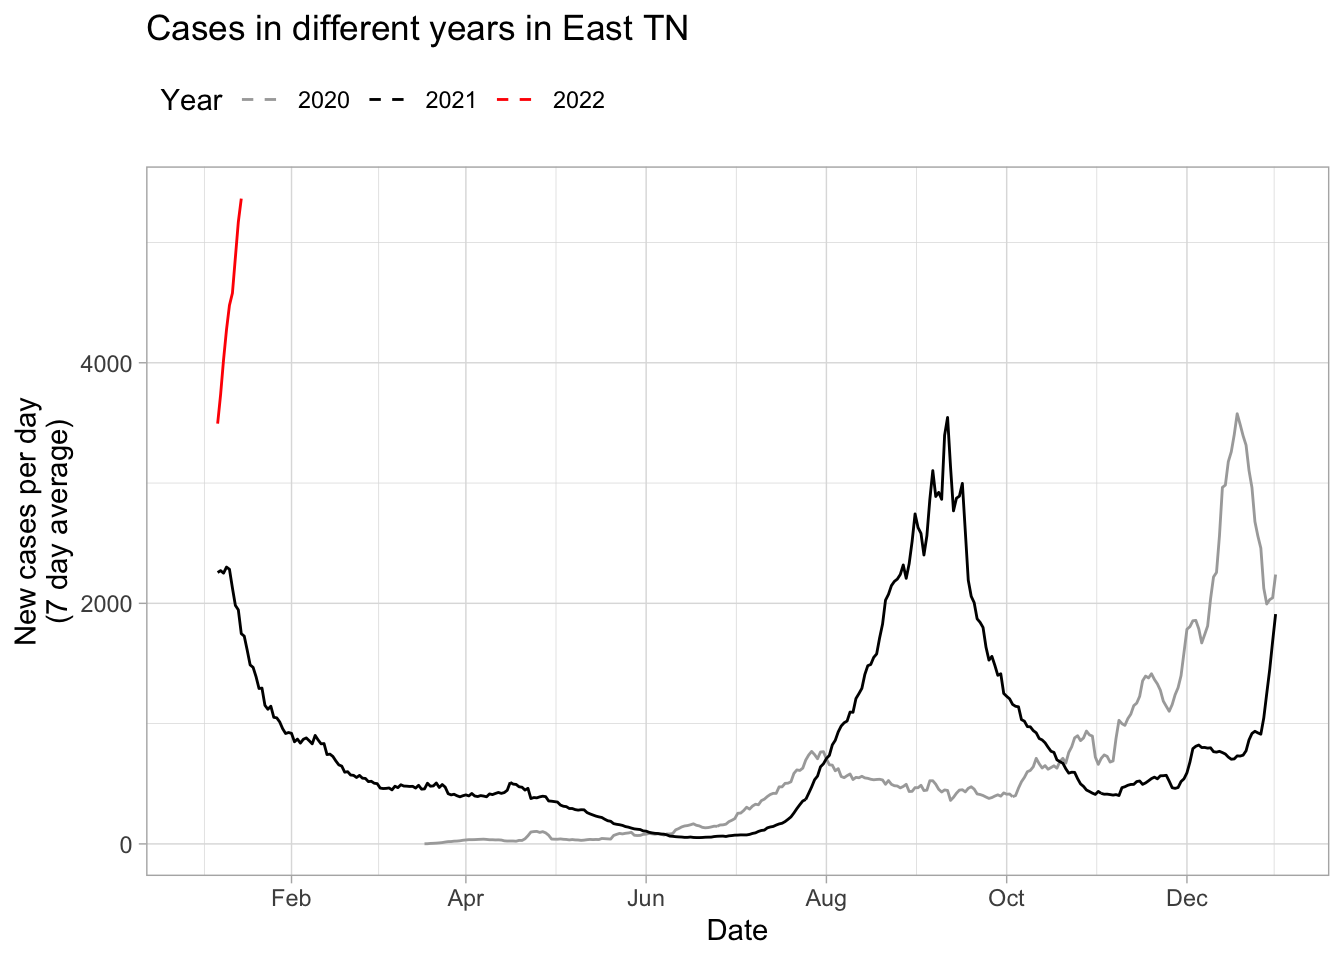 Cases in different years in East TN
Year 2020 2021 2022
New cases per day
(7 day average)
4000
2000
0
Feb Apr Jun Aug Oct Dec
Date